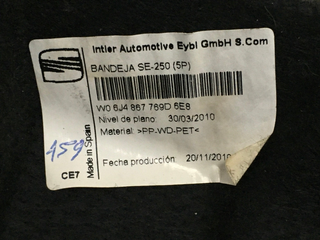 Intier Automotive Eybl GmbH S.Com
BANDEJA SE-250 (5P)
W0 6J4 867 769D 6E8
Nivel de plano: 30/03/2010
Material: >PP-WD-PET<
Fecha producción: 20/11/2010
Made in Spain
459
CE7